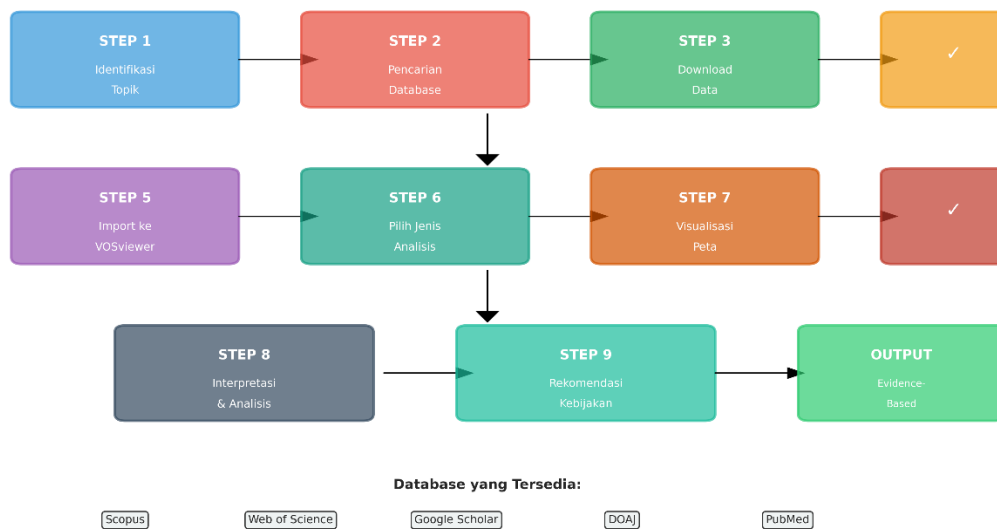 STEP 1
Identifikasi
Topik
STEP 2
Pencarian
Database
STEP 3
Download
Data
✓
STEP 5
Import ke
VOSviewer
STEP 6
Pilih Jenis
Analisis
STEP 7
Visualisasi
Peta
✓
STEP 8
Interpretasi
& Analisis
STEP 9
Rekomendasi
Kebijakan
OUTPUT
Evidence-
Based
Database yang Tersedia:
Scopus
Web of Science
Google Scholar
DOAJ
PubMed